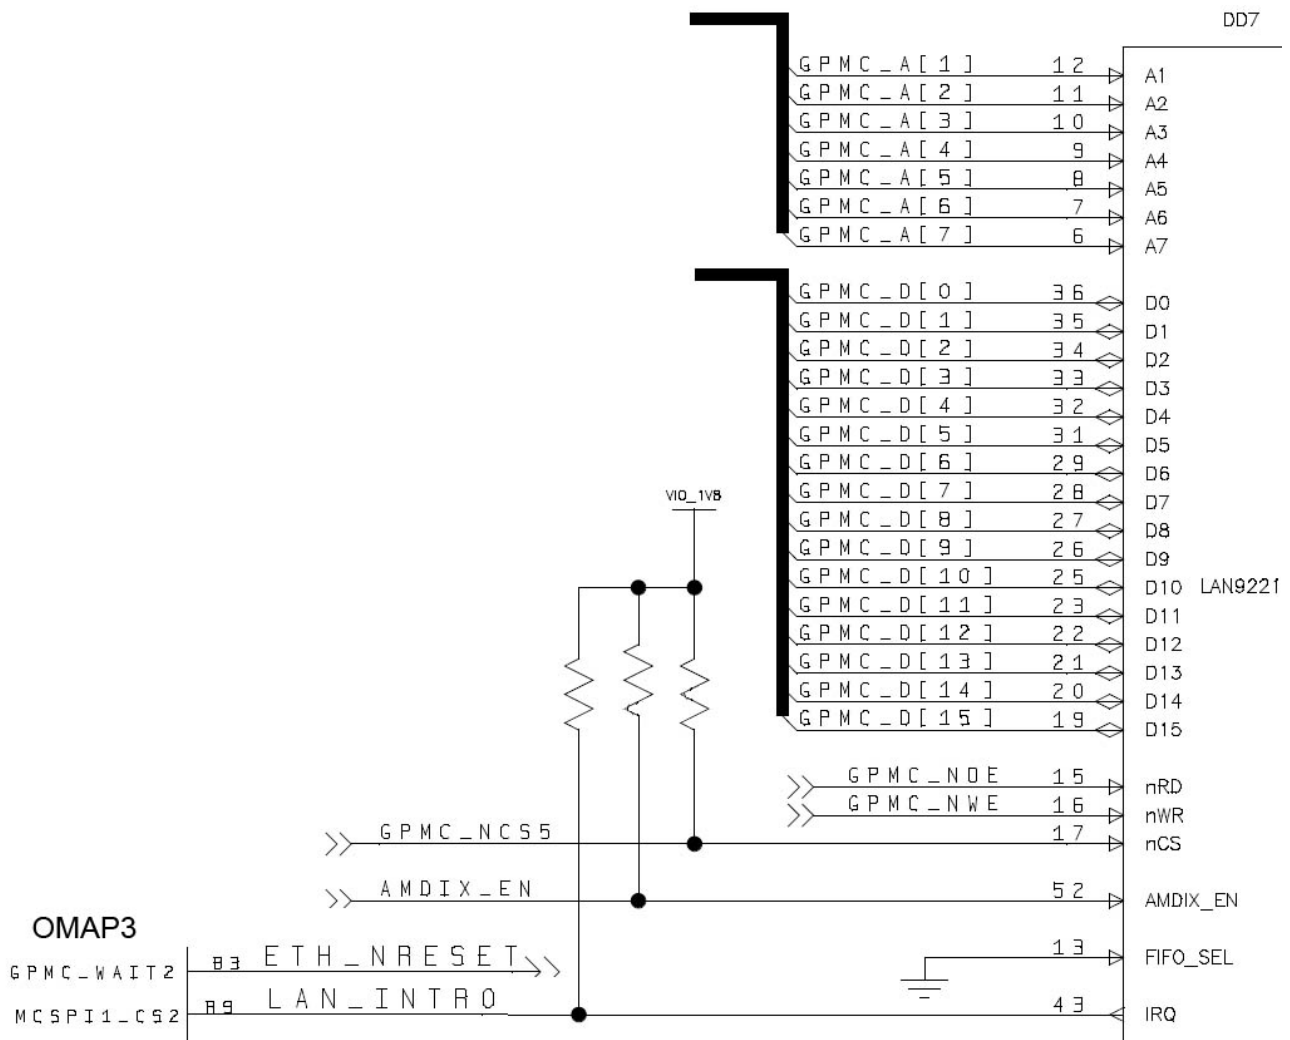 DD7
GPMC_A[1] 12 A1
GPMC_A[2] 11 A2
GPMC_A[3] 10 A3
GPMC_A[4] 9 A4
GPMC_A[5] 8 A5
GPMC_A[6] 7 A6
GPMC_A[7] 6 A7
GPMC_D[0] 36 D0
GPMC_D[1] 35 D1
GPMC_D[2] 34 D2
GPMC_D[3] 33 D3
GPMC_D[4] 32 D4
GPMC_D[5] 31 D5
GPMC_D[6] 29 D6
GPMC_D[7] 28 D7
VIO_1V8
GPMC_D[8] 27 D8
GPMC_D[9] 26 D9
GPMC_D[10] 25 D10 LAN9221
GPMC_D[11] 23 D11
GPMC_D[12] 22 D12
GPMC_D[13] 21 D13
GPMC_D[14] 20 D14
GPMC_D[15] 19 D15
GPMC_NOE 15 nRD
GPMC_NWE 16 nWR
GPMC_NCS5 17 nCS
AMDIX_EN 52 AMDIX_EN
OMAP3
GPMC_WAIT2 B3 ETH_NRESET 13 FIFO_SEL
MCSPI1_CS2 R9 LAN_INTR0 43 IRQ